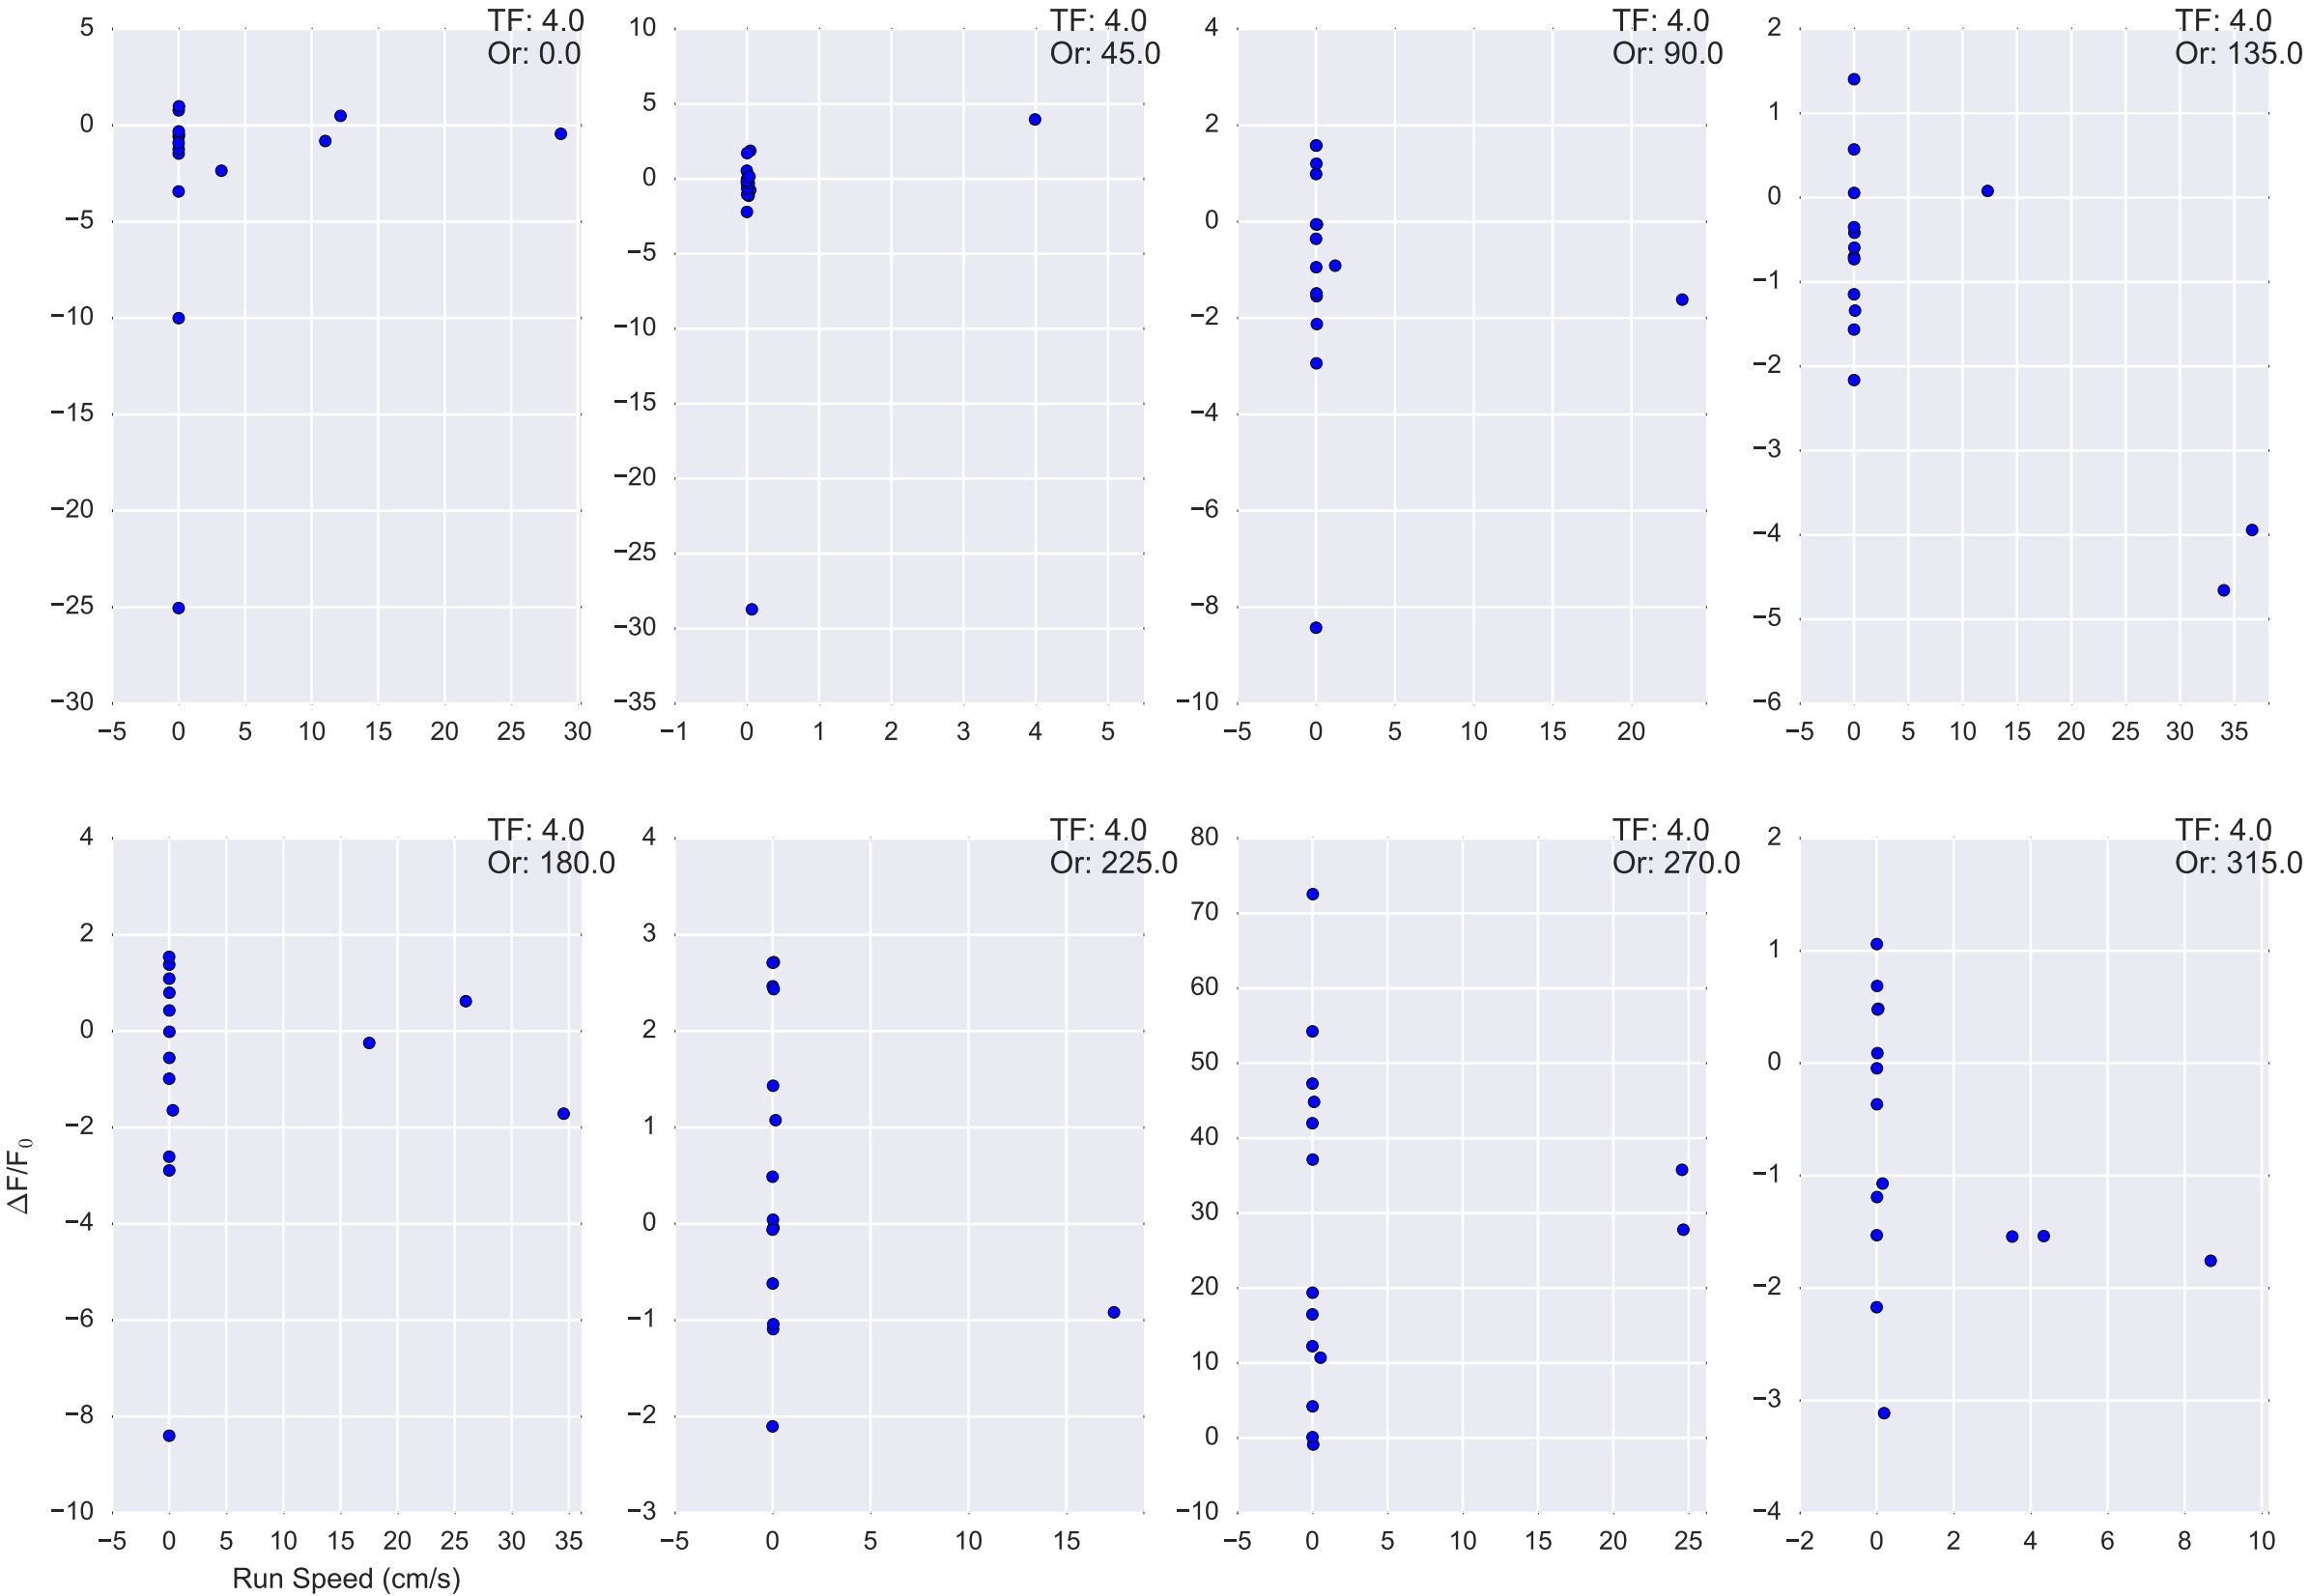 TF: 4.0
Or: 0.0
5
0
−5
−10
−15
−20
−25
−30
−5 0 5 10 15 20 25 30
TF: 4.0
Or: 45.0
10
5
0
−5
−10
−15
−20
−25
−30
−35
−1 0 1 2 3 4 5
TF: 4.0
Or: 90.0
4
2
0
−2
−4
−6
−8
−10
−5 0 5 10 15 20
TF: 4.0
Or: 135.0
2
1
0
−1
−2
−3
−4
−5
−6
−5 0 5 10 15 20 25 30 35
TF: 4.0
Or: 180.0
4
2
0
−2
−4
−6
−8
−10
−5 0 5 10 15 20 25 30 35
ΔF/F₀
Run Speed (cm/s)
TF: 4.0
Or: 225.0
4
3
2
1
0
−1
−2
−3
−5 0 5 10 15
TF: 4.0
Or: 270.0
80
70
60
50
40
30
20
10
0
−10
−5 0 5 10 15 20 25
TF: 4.0
Or: 315.0
2
1
0
−1
−2
−3
−4
−2 0 2 4 6 8 10